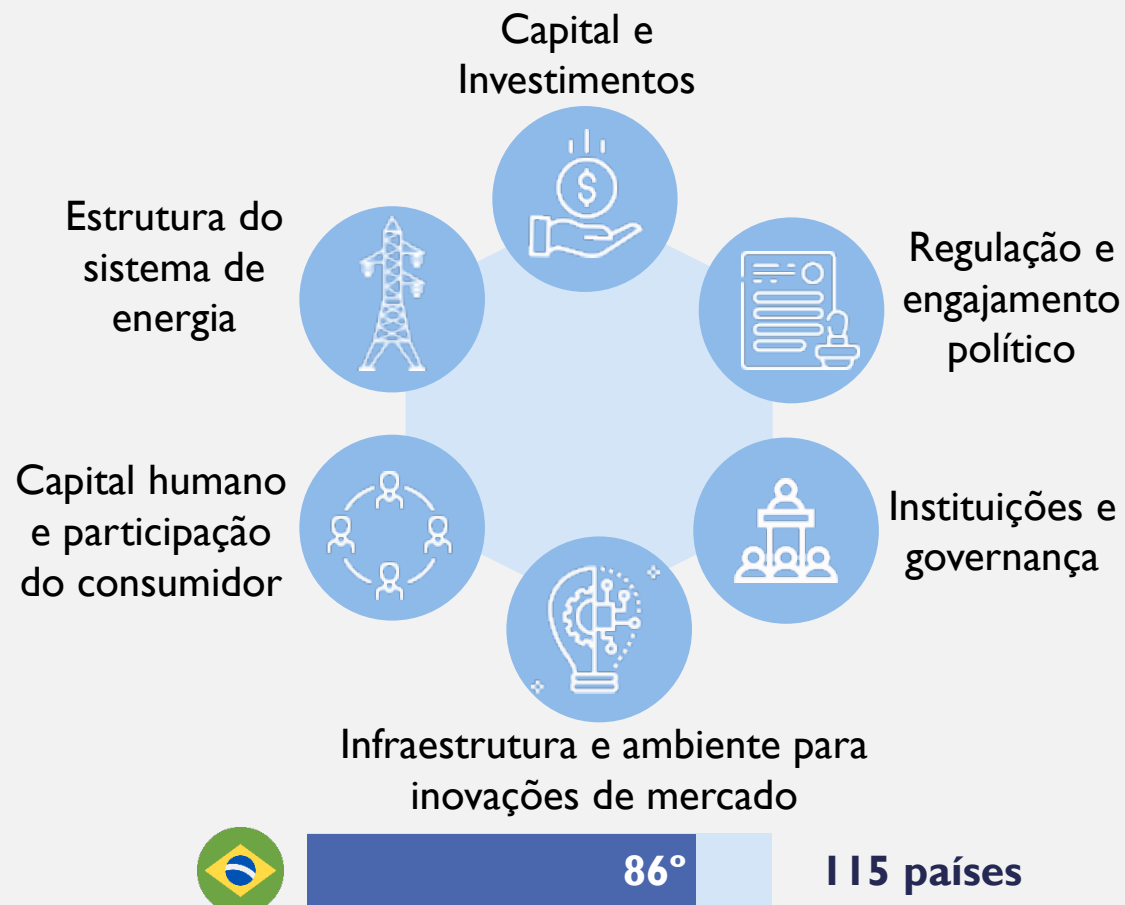 Capital e
Investimentos
Estrutura do
sistema de
energia
Regulação e
engajamento
político
Capital humano
e participação
do consumidor
Instituições e
governança
Infraestrutura e ambiente para
inovações de mercado
86º
115 países
$